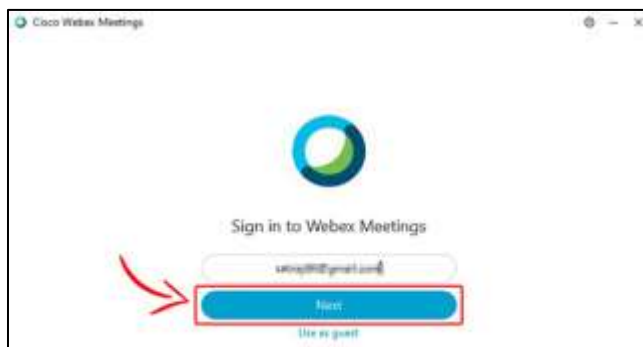 Cisco Webex Meetings
Sign in to Webex Meetings
Next
Use as guest